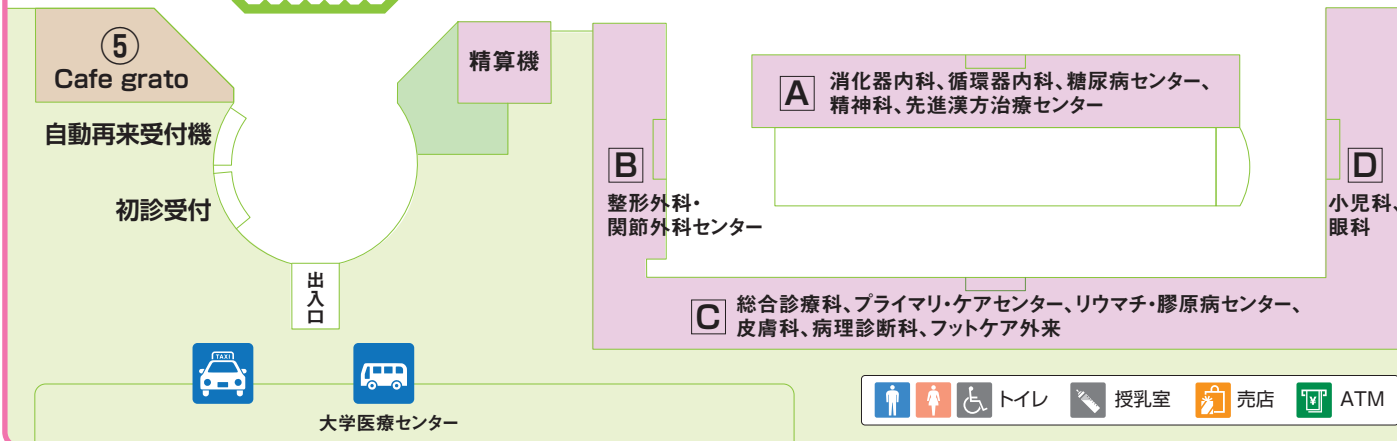 ⑤
Cafe grato
精算機
自動再来受付機
初診受付
出入口
A
消化器内科、循環器内科、糖尿病センター、
精神科、先進漢方治療センター
B
整形外科・
関節外科センター
D
小児科、
眼科
C
総合診療科、プライマリ・ケアセンター、リウマチ・膠原病センター、
皮膚科、病理診断科、フットケア外来
TAXI
大学医療センター
トイレ 授乳室 売店 ¥ ATM